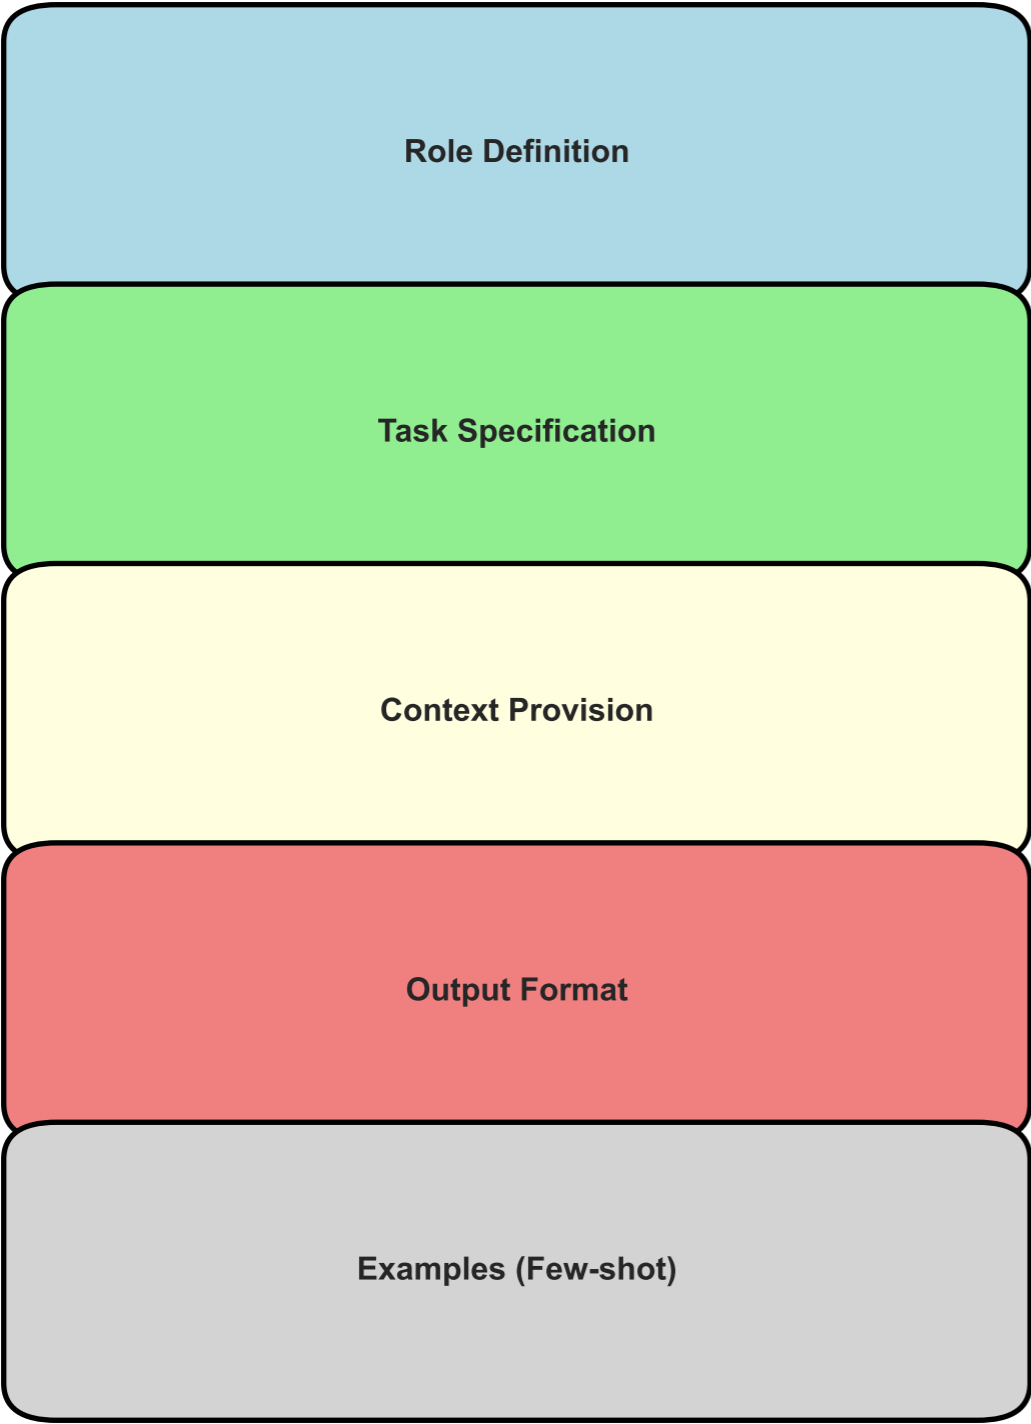 Role Definition
Task Specification
Context Provision
Output Format
Examples (Few-shot)